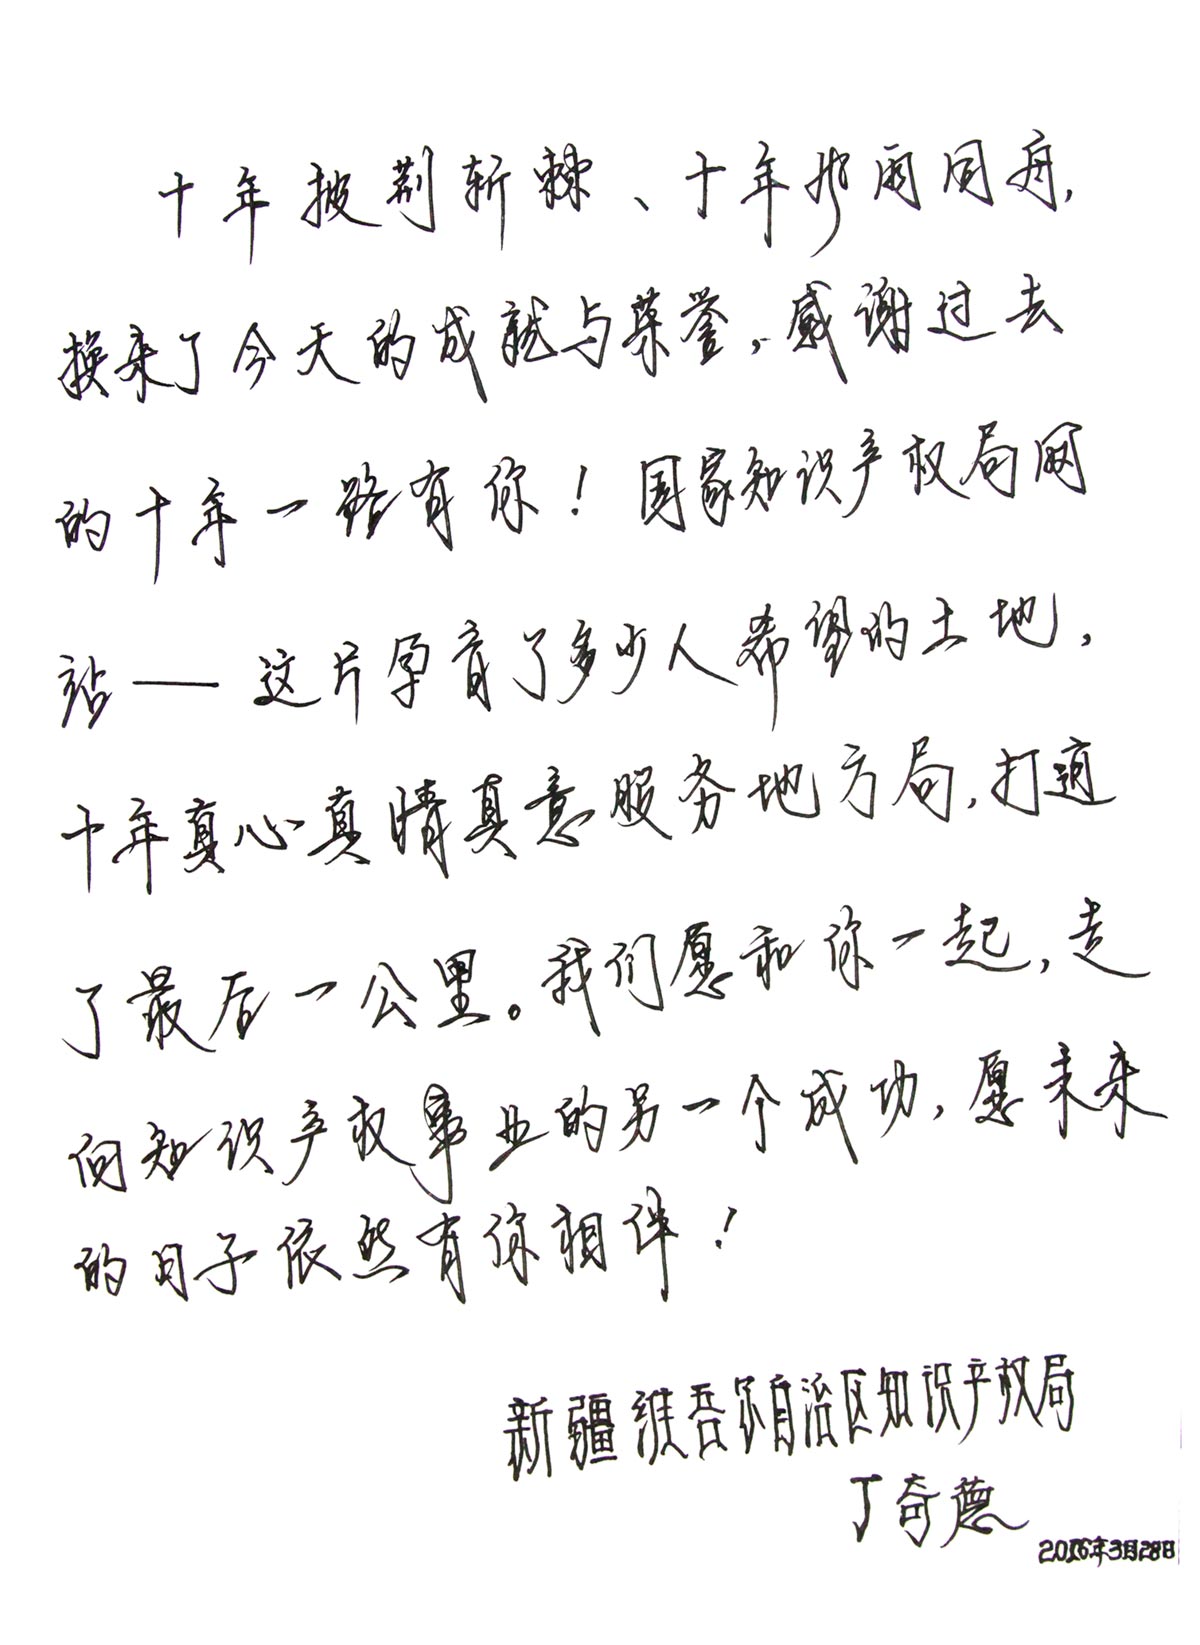 十年披荆斩棘、十年风雨同舟，
换来了今天的成就与荣誉，感谢过去
的十年一路有你！国家知识产权局网
站——这片孕育了多少人希望的土地，
十年真心真情真意服务地方局，打通
了最后一公里。我们愿和你一起，走
向知识产权事业的另一个成功，愿未来
的日子依然有你相伴！
新疆维吾尔自治区知识产权局
丁奇德
2016年3月28日